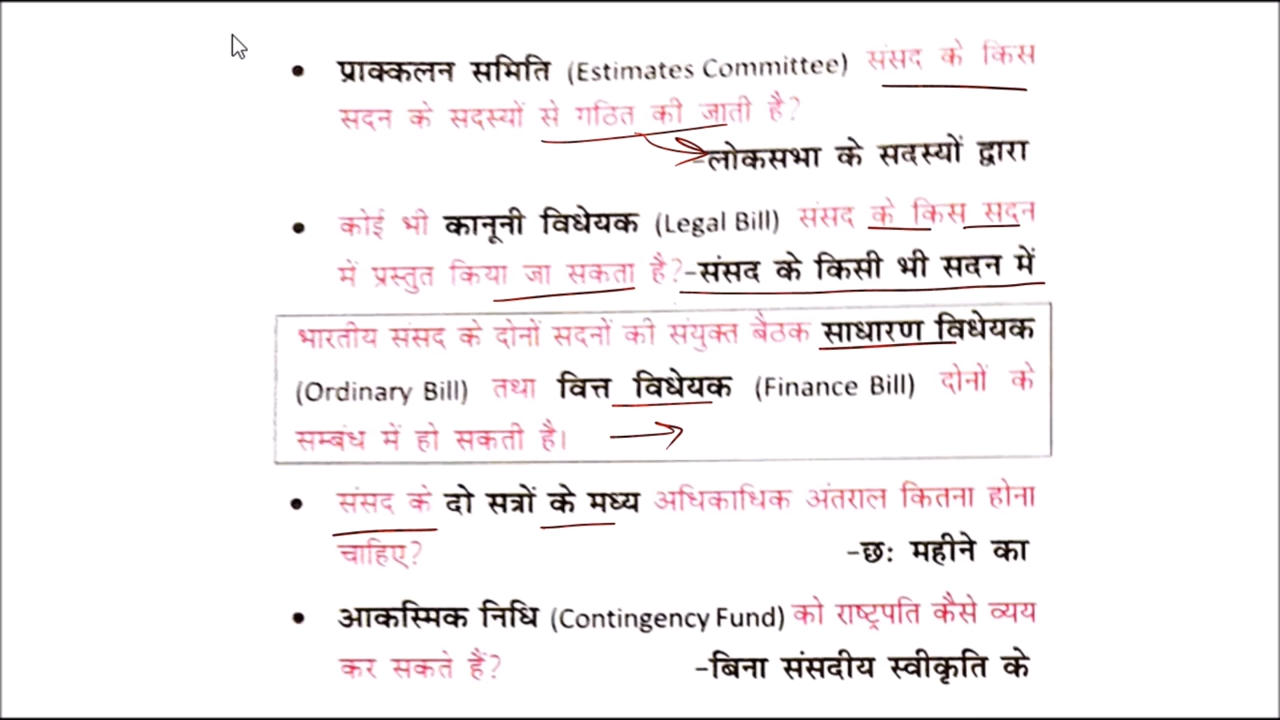 • प्राक्कलन समिति (Estimates Committee) संसद के किस
सदन के सदस्यों से गठित की जाती है?
-लोकसभा के सदस्यों द्वारा
• कोई भी कानूनी विधेयक (Legal Bill) संसद के किस सदन
में प्रस्तुत किया जा सकता है?-संसद के किसी भी सदन में
भारतीय संसद के दोनों सदनों की संयुक्त बैठक साधारण विधेयक
(Ordinary Bill) तथा वित्त विधेयक (Finance Bill) दोनों के
सम्बंध में हो सकती है।
• संसद के दो सत्रों के मध्य अधिकाधिक अंतराल कितना होना
चाहिए?
-छः महीने का
• आकस्मिक निधि (Contingency Fund) को राष्ट्रपति कैसे व्यय
कर सकते हैं?
-बिना संसदीय स्वीकृति के